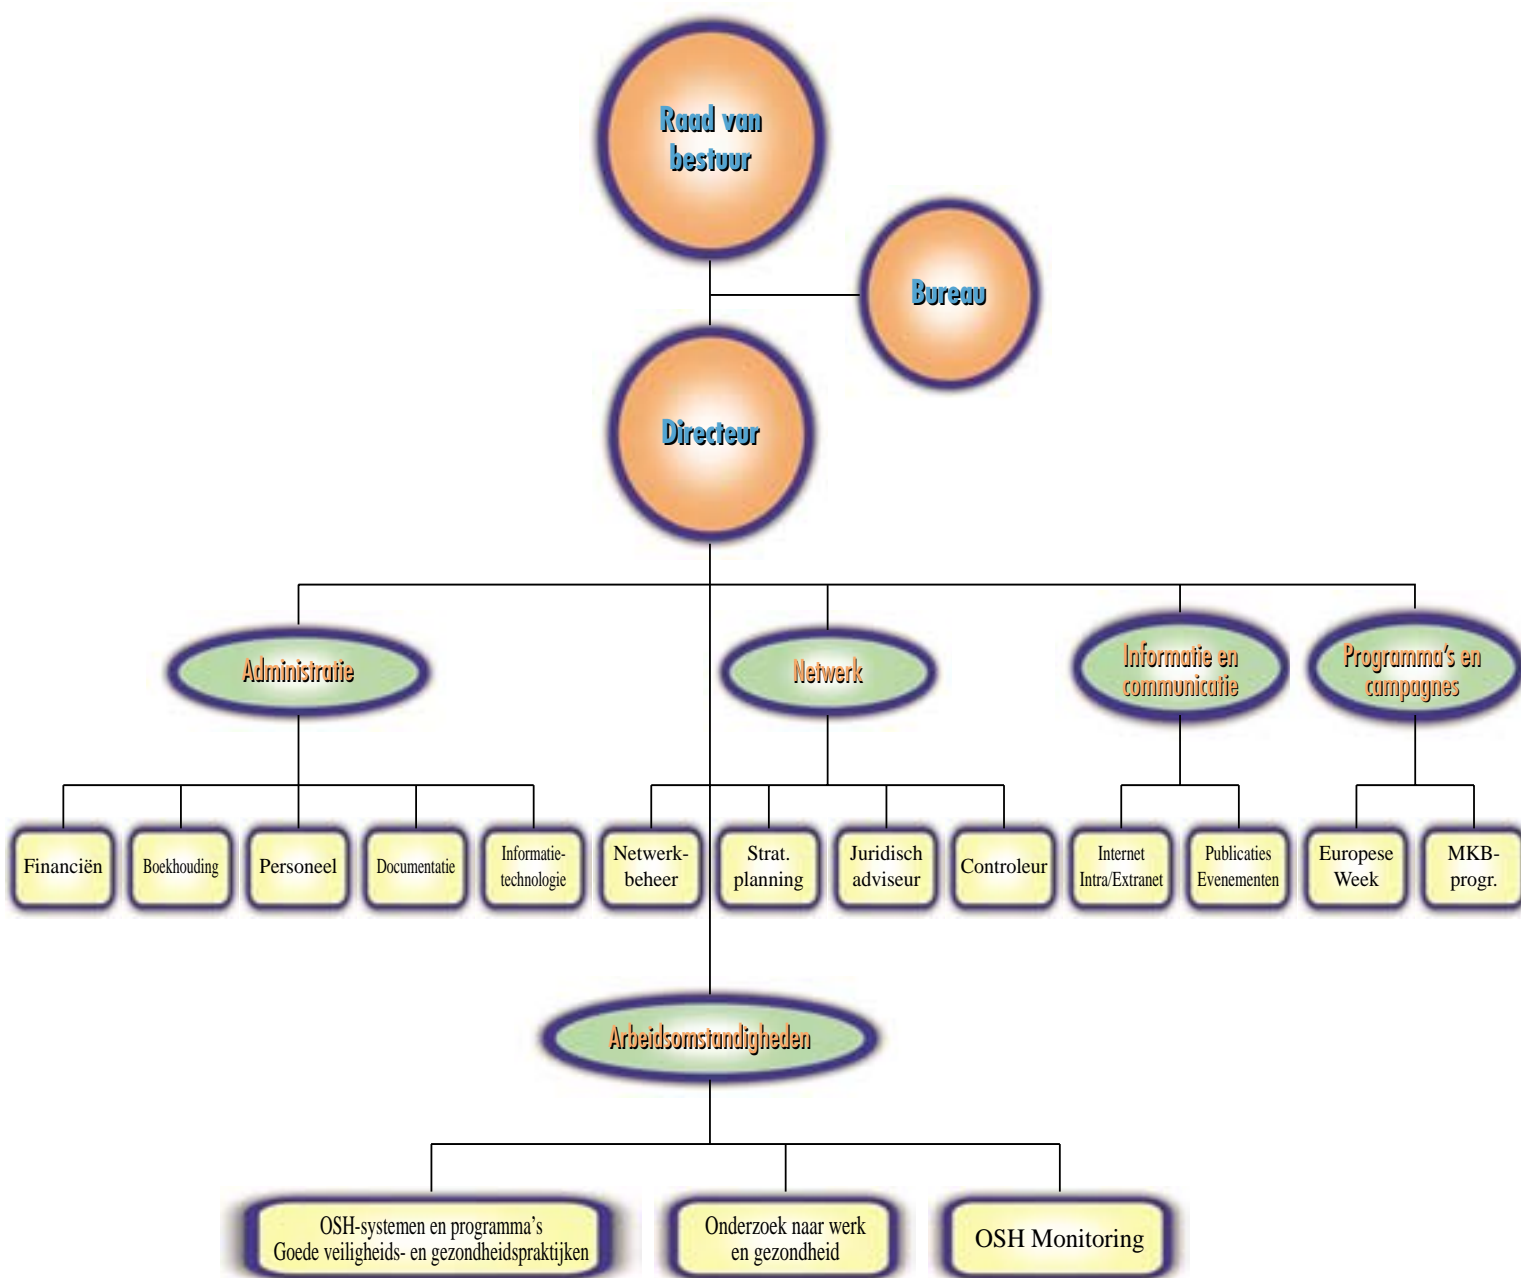 Raad van
bestuur
Bureau
Directeur
Administratie
Netwerk
Informatie en
communicatie
Programma's en
campagnes
Financiën
Boekhouding
Personeel
Documentatie
Informatie-
technologie
Netwerk-
beheer
Strat.
planning
Juridisch
adviseur
Controleur
Internet
Intra/Extranet
Publicaties
Evenementen
Europese
Week
MKB-
progr.
Arbeidsomstandigheden
OSH-systemen en programma's
Goede veiligheids- en gezondheidspraktijken
Onderzoek naar werk
en gezondheid
OSH Monitoring